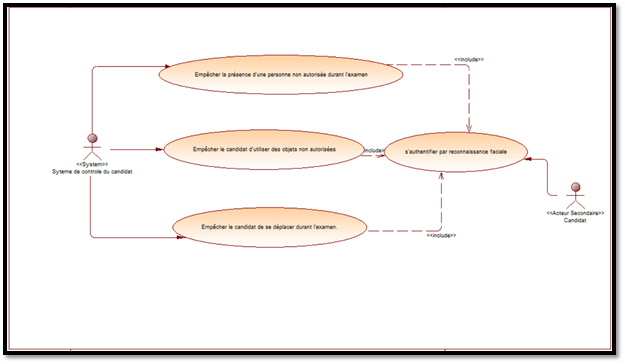 Empêcher la présence d'une personne non autorisée durant l'examen
<<include>>
Empêcher le candidat d'utiliser des objets non autorisées
include>
s'authentifier par reconnaissance faciale
<<System>>
Syteme de controle du candidat
<<Acteur Secondaire>>
Candidat
Empêcher le candidat de se déplacer durant l'examen.
<<include>>